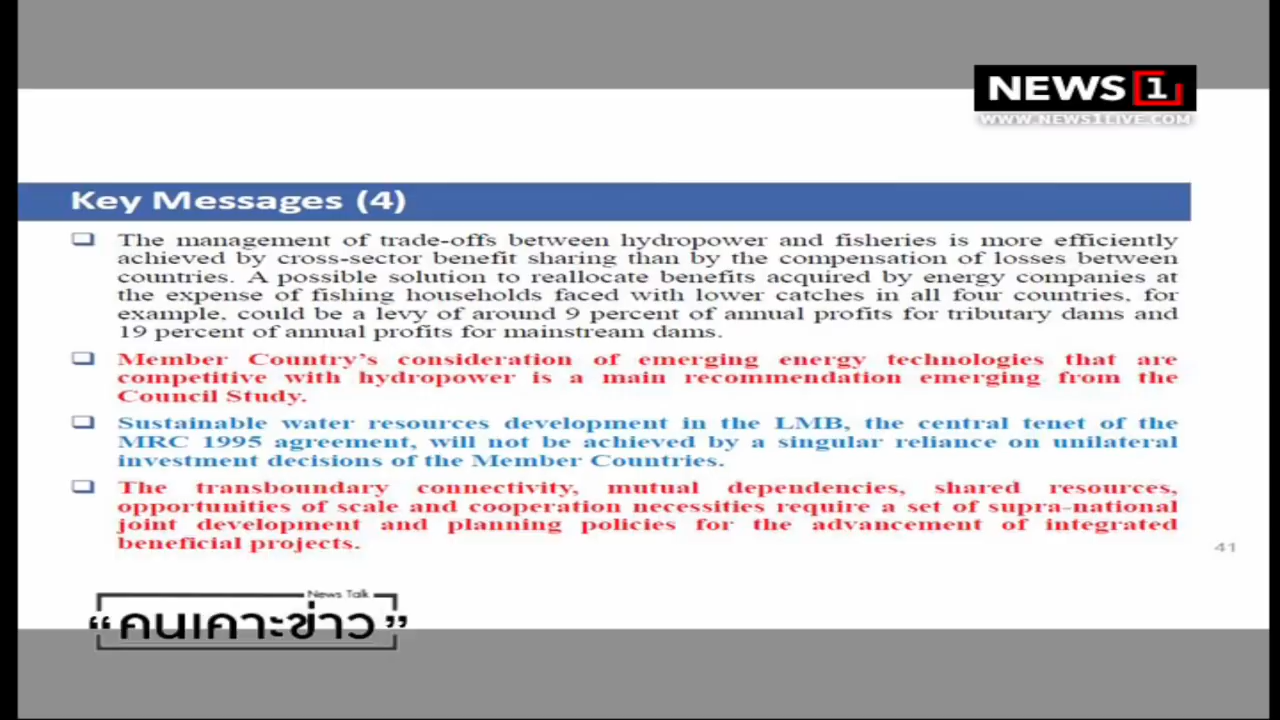 NEWS 1
WWW.NEWS1LIVE.COM
Key Messages (4)
The management of trade-offs between hydropower and fisheries is more efficiently
achieved by cross-sector benefit sharing than by the compensation of losses between
countries. A possible solution to reallocate benefits acquired by energy companies at
the expense of fishing households faced with lower catches in all four countries, for
example, could be a levy of around 9 percent of annual profits for tributary dams and
19 percent of annual profits for mainstream dams.
Member Country's consideration of emerging energy technologies that are
competitive with hydropower is a main recommendation emerging from the
Council Study.
Sustainable water resources development in the LMB, the central tenet of the
MRC 1995 agreement, will not be achieved by a singular reliance on unilateral
investment decisions of the Member Countries.
The transboundary connectivity, mutual dependencies, shared resources,
opportunities of scale and cooperation necessities require a set of supra-national
joint development and planning policies for the advancement of integrated
beneficial projects.
41
News Talk
“คนเคาะข่าว”